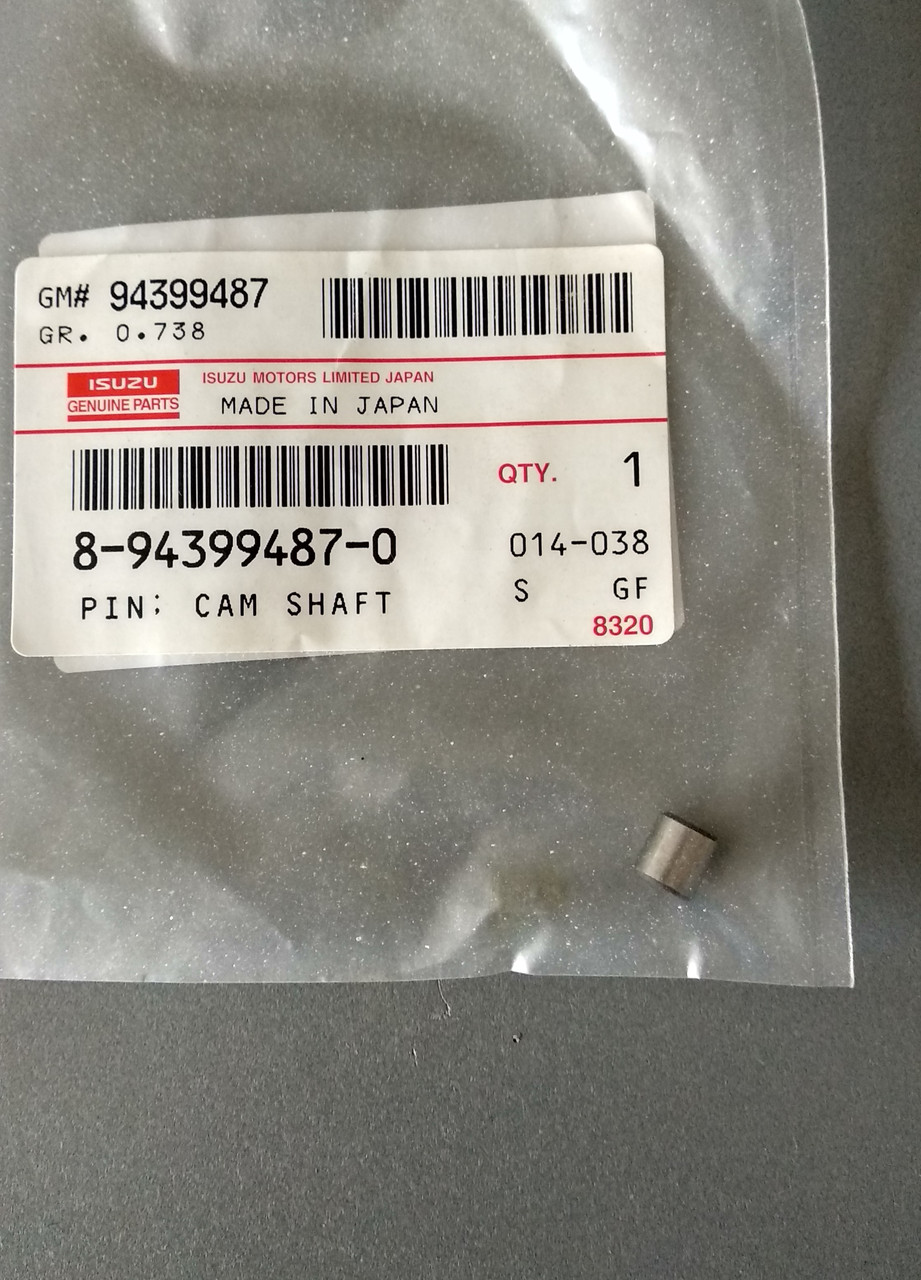 GM# 94399487
GR. 0.738
ISUZU
GENUINE PARTS
ISUZU MOTORS LIMITED JAPAN
MADE IN JAPAN
QTY. 1
8-94399487-0
014-038
PIN; CAM SHAFT
S GF
8320